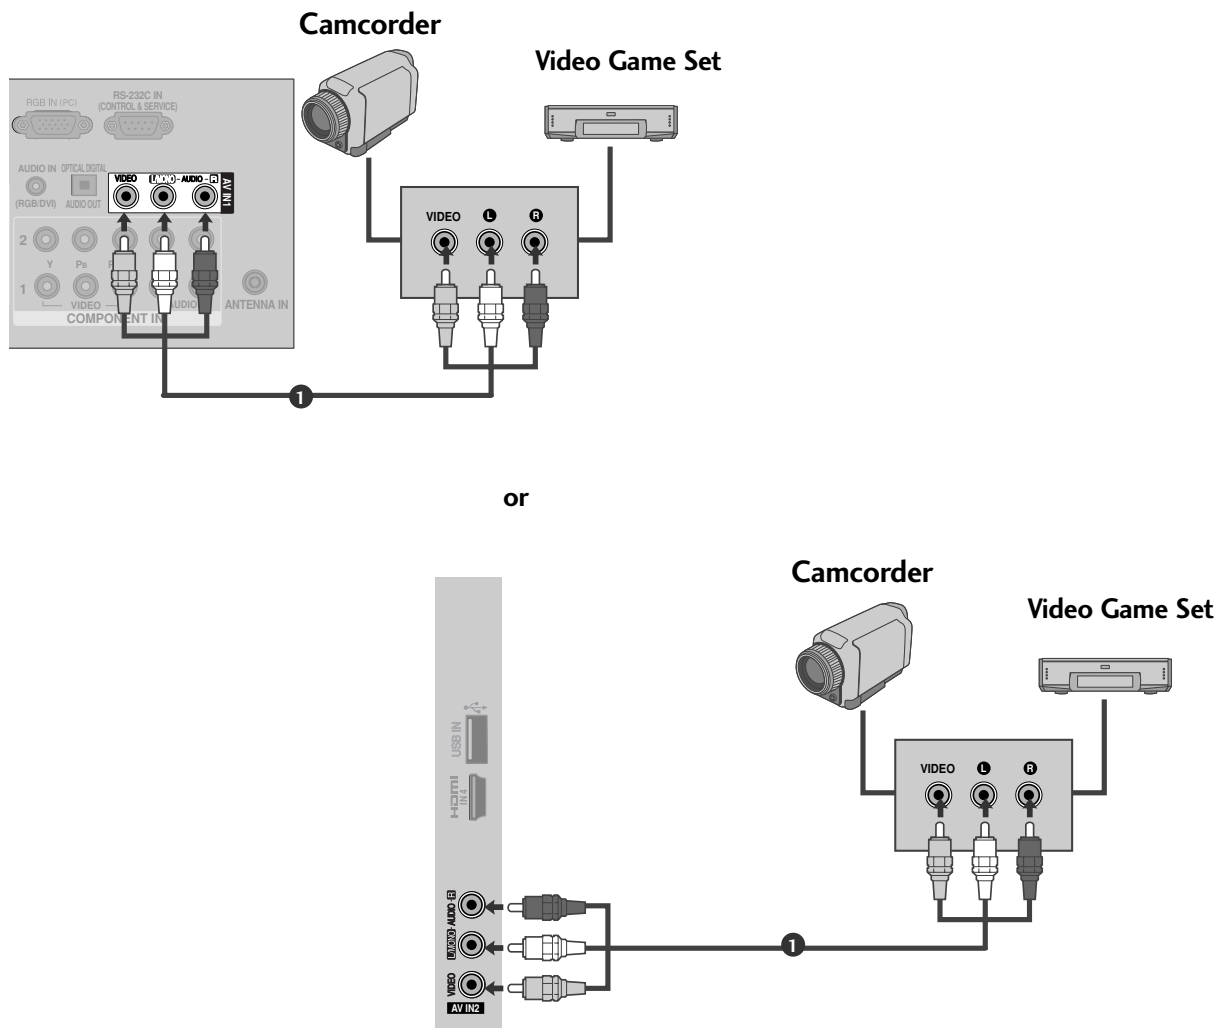 Camcorder
Video Game Set
RGB IN (PC)
RS-232C IN
(CONTROL & SERVICE)
AUDIO IN
OPTICAL DIGITAL
(RGB/DVI)
AUDIO OUT
VIDEO
L/MONO - AUDIO - R
AV IN1
2
Y
PB
1
VIDEO
AUDIO
COMPONENT IN
ANTENNA IN
VIDEO
L
R
1
or
Camcorder
Video Game Set
USB IN
HDMI
IN 4
L/MONO - AUDIO - R
VIDEO
AV IN2
VIDEO
L
R
1